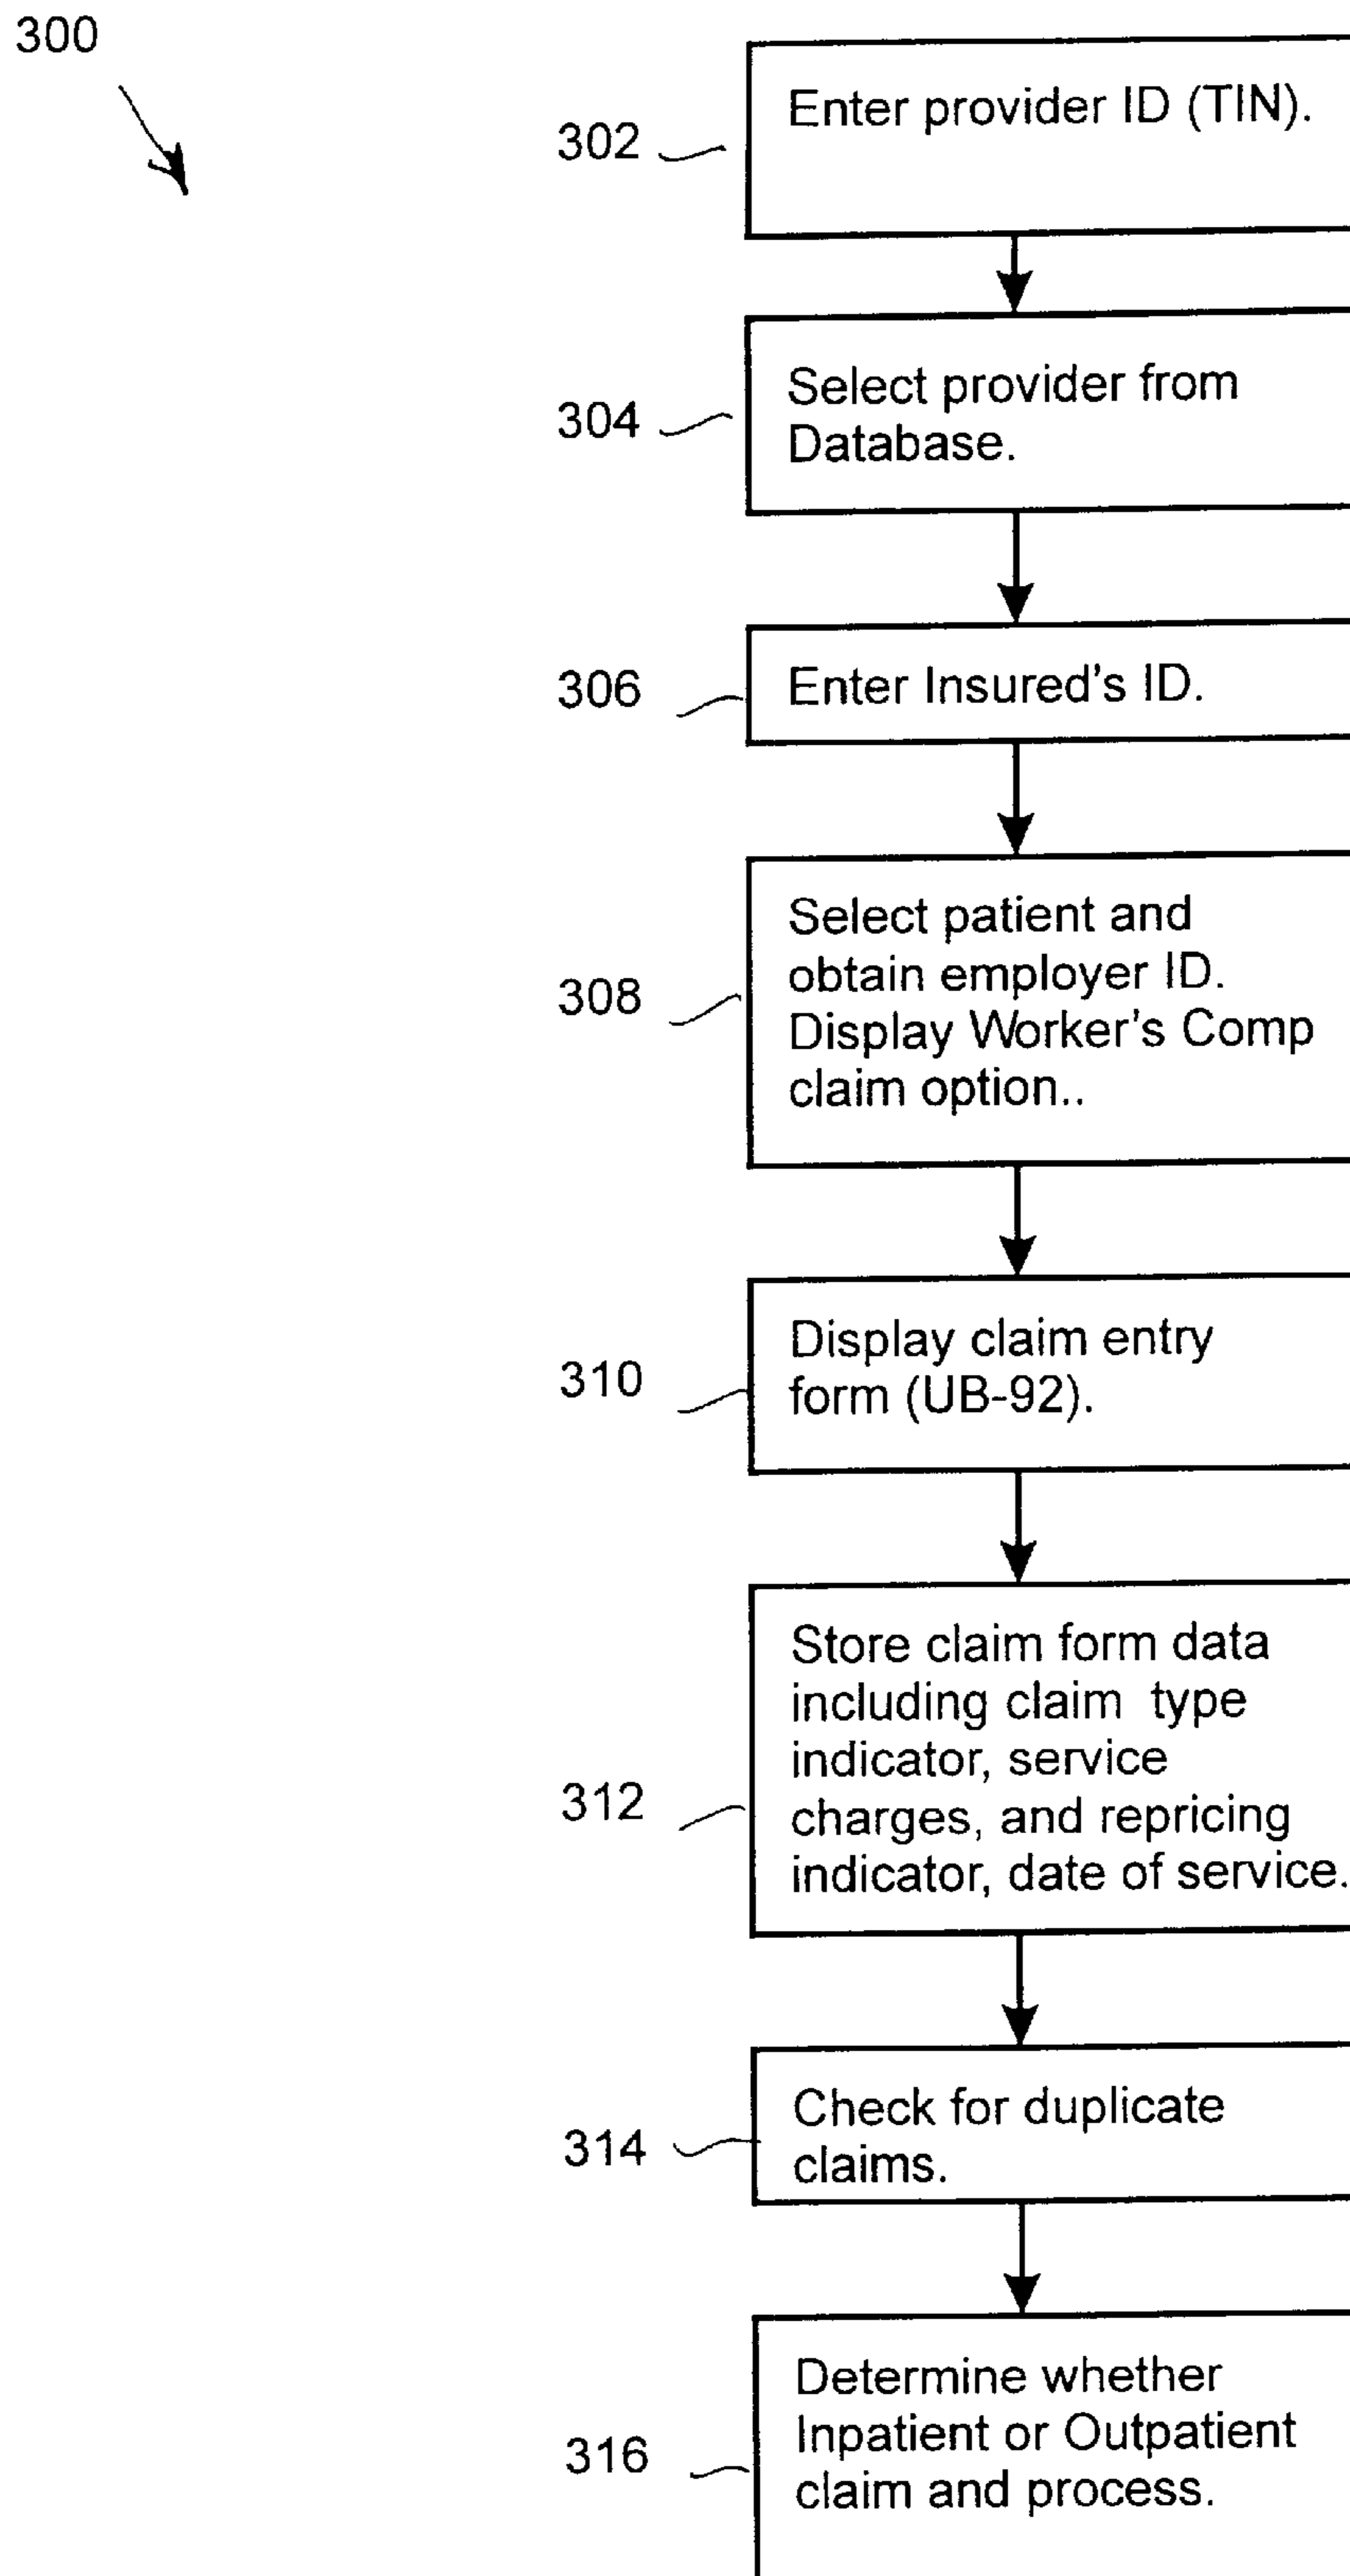 300
302
Enter provider ID (TIN).
304
Select provider from
Database.
306
Enter Insured's ID.
308
Select patient and
obtain employer ID.
Display Worker's Comp
claim option..
310
Display claim entry
form (UB-92).
312
Store claim form data
including claim type
indicator, service
charges, and repricing
indicator, date of service.
314
Check for duplicate
claims.
316
Determine whether
Inpatient or Outpatient
claim and process.